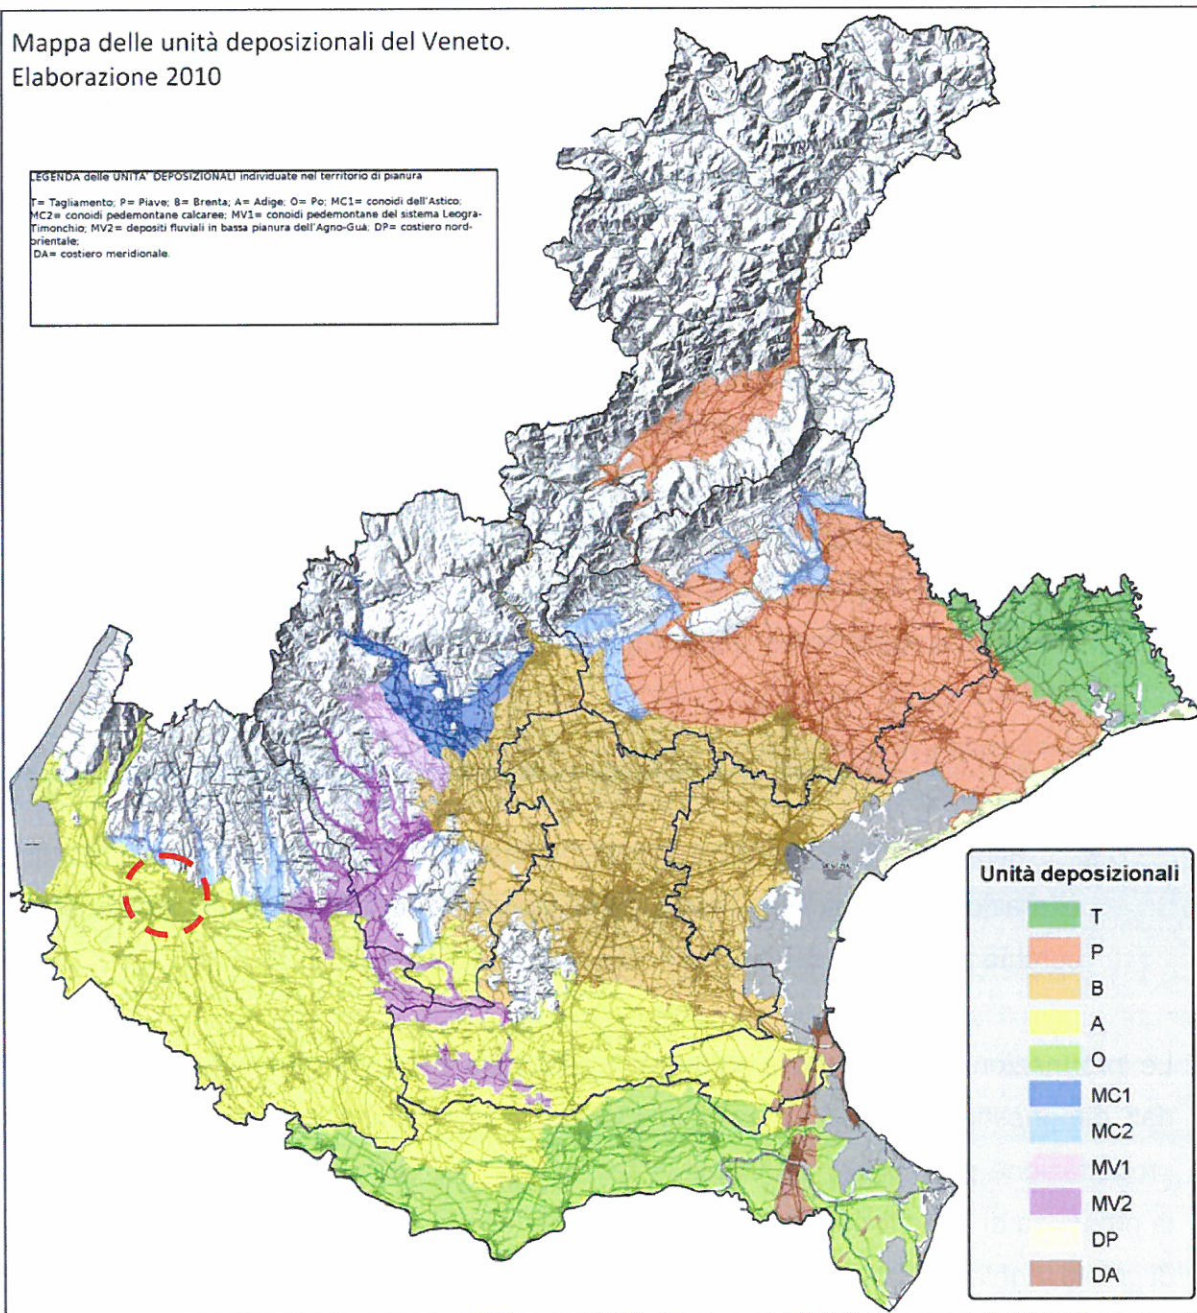 Mappa delle unità deposizionali del Veneto.
Elaborazione 2010
LEGENDA delle UNITA' DEPOSIZIONALI individuate nel territorio di pianura
T= Tagliamento; P= Piave; B= Brenta; A= Adige; O= Po; MC1= conoidi dell'Astico;
MC2= conoidi pedemontane calcaree; MV1= conoidi pedemontane del sistema Leogra-
Timonchio; MV2= depositi fluviali in bassa pianura dell'Agno-Guà; DP= costiero nord-
orientale;
DA= costiero meridionale.
Unità deposizionali
T
P
B
A
O
MC1
MC2
MV1
MV2
DP
DA